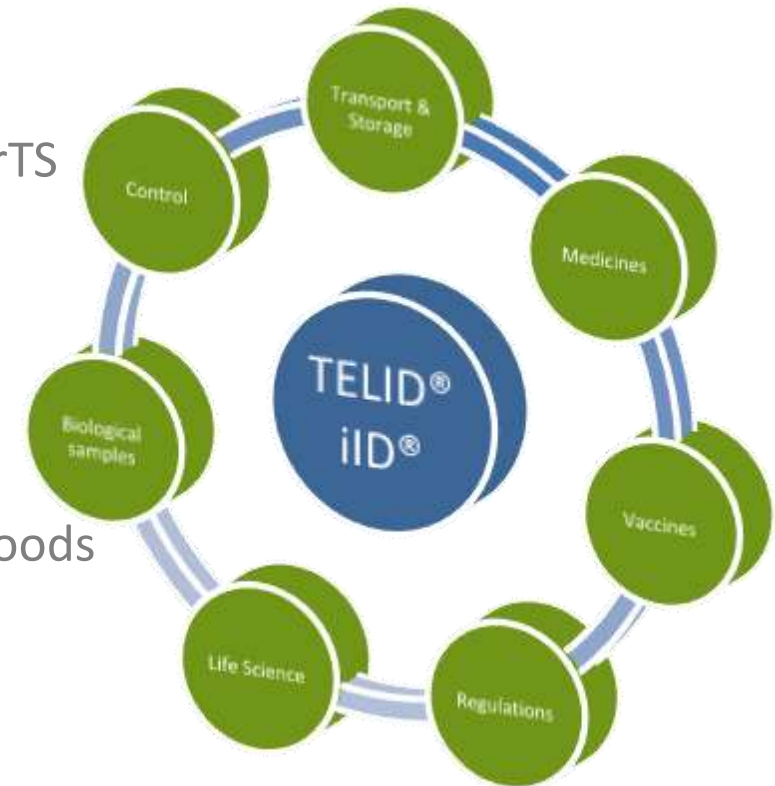 rTS
oods
Transport &
Storage
Medicines
Vaccines
Regulations
Life Science
Biological
samples
Control
TELID®
iID®